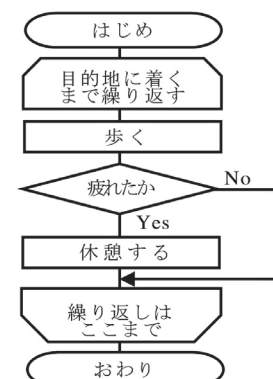 はじめ
目的地に着く
まで繰り返す
歩く
疲れたか
No
Yes
休憩する
繰り返しは
ここまで
おわり